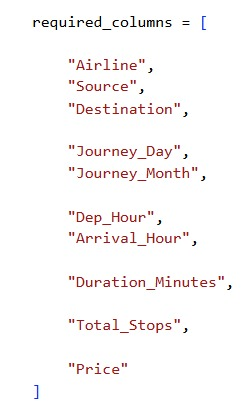 required_columns = [
"Airline",
"Source",
"Destination",
"Journey_Day",
"Journey_Month",
"Dep_Hour",
"Arrival_Hour",
"Duration_Minutes",
"Total_Stops",
"Price"
]